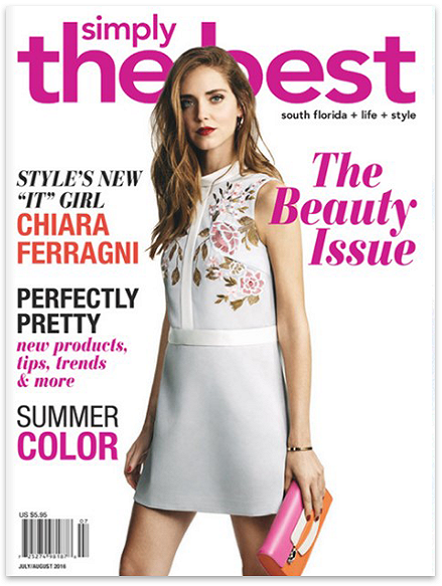 simply
the best
south florida + life + style
STYLE'S NEW
"IT" GIRL
CHIARA
FERRAGNI
The
Beauty
Issue
PERFECTLY
PRETTY
new products,
tips, trends
& more
SUMMER
COLOR
US $5.95
07
JULY/AUGUST 2016